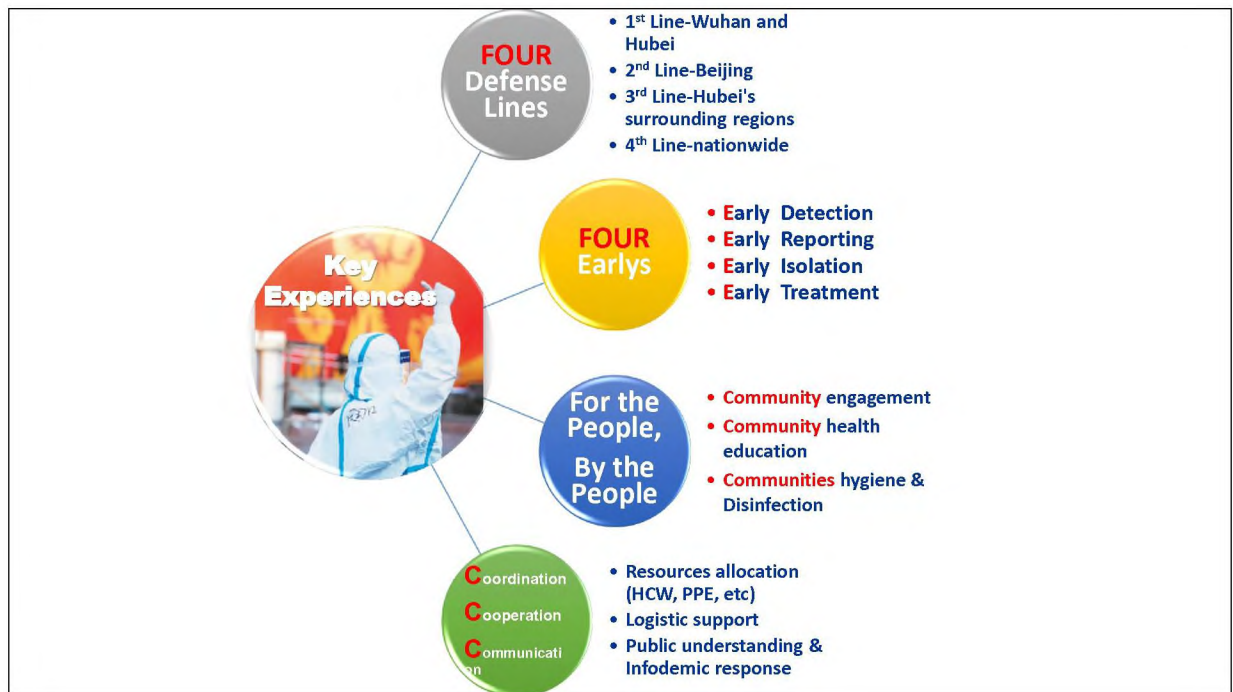 FOUR
Defense
Lines
• 1st Line-Wuhan and
Hubei
• 2nd Line-Beijing
• 3rd Line-Hubei's
surrounding regions
• 4th Line-nationwide
Key
Experiences
FOUR
Earlys
• Early Detection
• Early Reporting
• Early Isolation
• Early Treatment
For the
People,
By the
People
• Community engagement
• Community health
education
• Communities hygiene &
Disinfection
Coordination
Cooperation
Communicati
on
• Resources allocation
(HCW, PPE, etc)
• Logistic support
• Public understanding &
Infodemic response